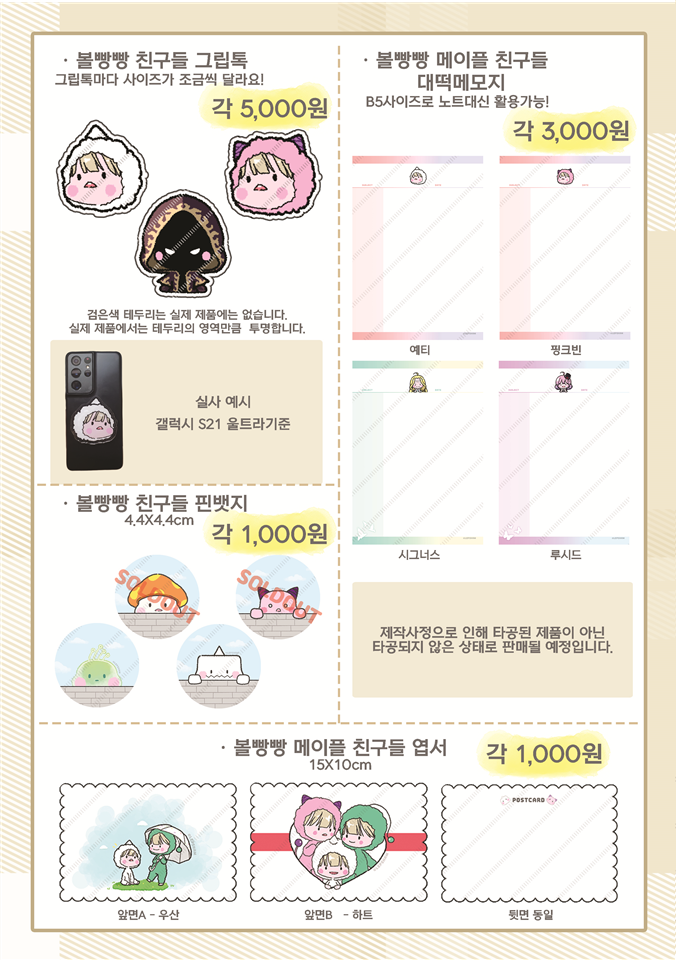 · 볼빵빵 친구들 그립톡
그립톡마다 사이즈가 조금씩 달라요!
각 5,000원
검은색 테두리는 실제 제품에는 없습니다.
실제 제품에서는 테두리의 영역만큼 투명합니다.
실사 예시
갤럭시 S21 울트라기준
· 볼빵빵 친구들 핀뱃지
4.4X4.4cm
각 1,000원
SOLDOUT
SOLDOUT
· 볼빵빵 메이플 친구들
대떡메모지
B5사이즈로 노트대신 활용가능!
각 3,000원
예티
핑크빈
시그너스
루시드
제작사정으로 인해 타공된 제품이 아닌
타공되지 않은 상태로 판매될 예정입니다.
· 볼빵빵 메이플 친구들 엽서
15X10cm
각 1,000원
POSTCARD
앞면A - 우산
앞면B - 하트
뒷면 동일